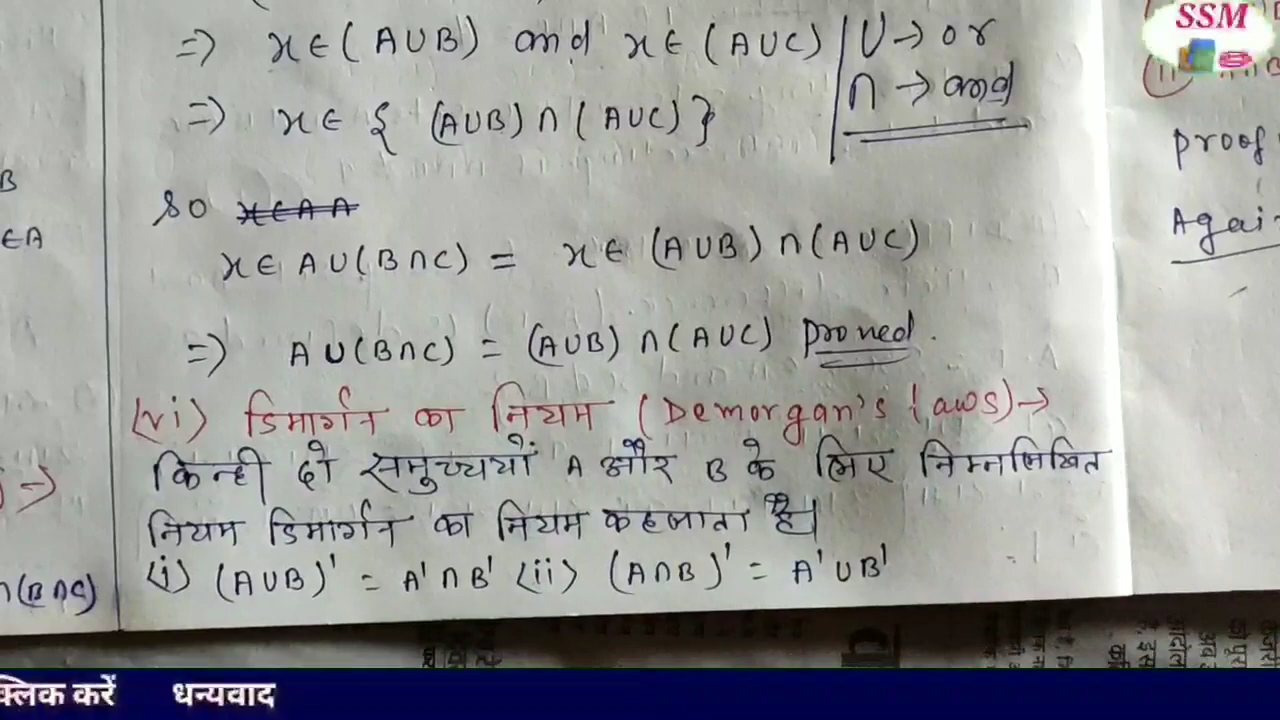 ⇒ x∈(A∪B) and x∈(A∪C) | ∪→or
∩→and
⇒ x∈{(A∪B)∩(A∪C)}
so
x∈A∪(B∩C) = x∈(A∪B)∩(A∪C)
⇒ A∪(B∩C) = (A∪B)∩(A∪C) proved.
(vi) डिमार्गन का नियम (Demorgan's laws)→
किन्ही दो समुच्चयों A और B के लिए निम्नलिखित
नियम डिमार्गन का नियम कहलाता है।
(i) (A∪B)' = A'∩B' (ii) (A∩B)' = A'∪B'
B
∈A
∩(B∩C)
SSM
proof
Again
क्लिक करें धन्यवाद